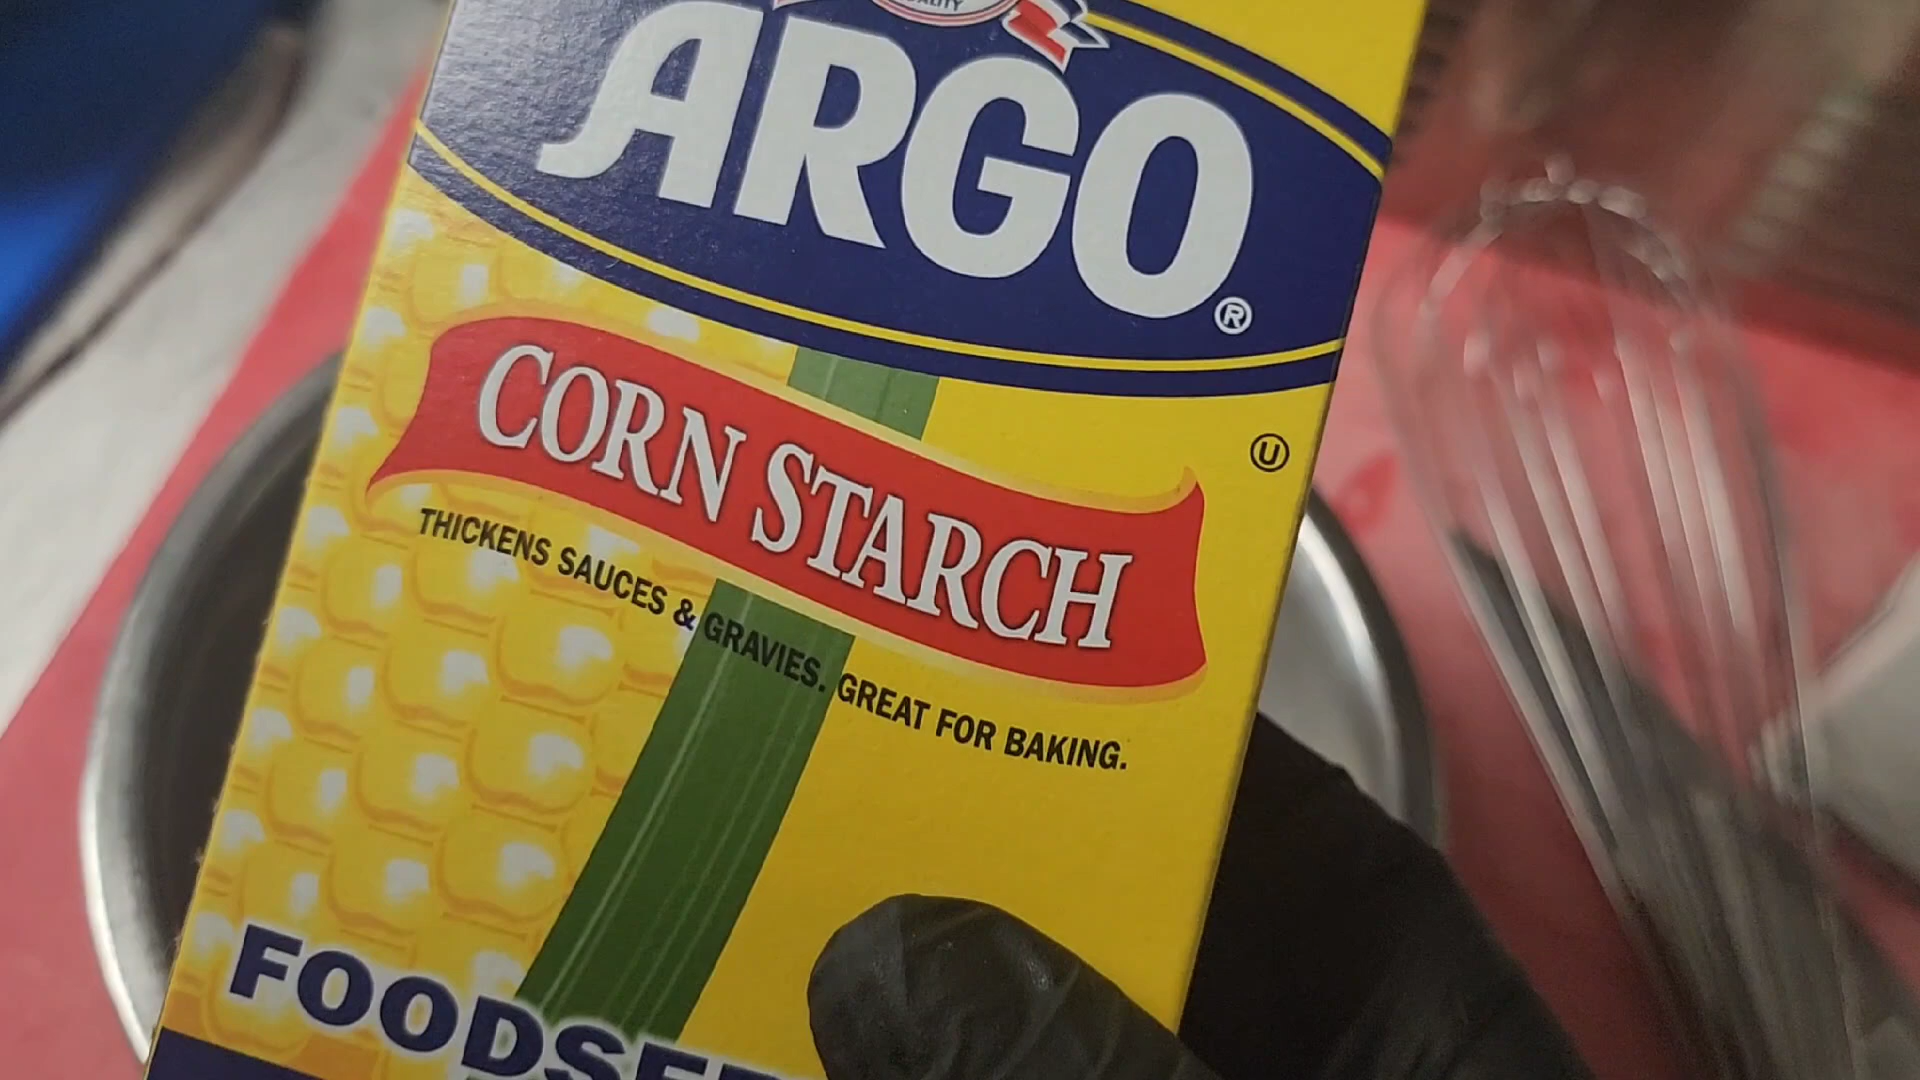 ARGO®
CORN STARCH
U
THICKENS SAUCES & GRAVIES. GREAT FOR BAKING.